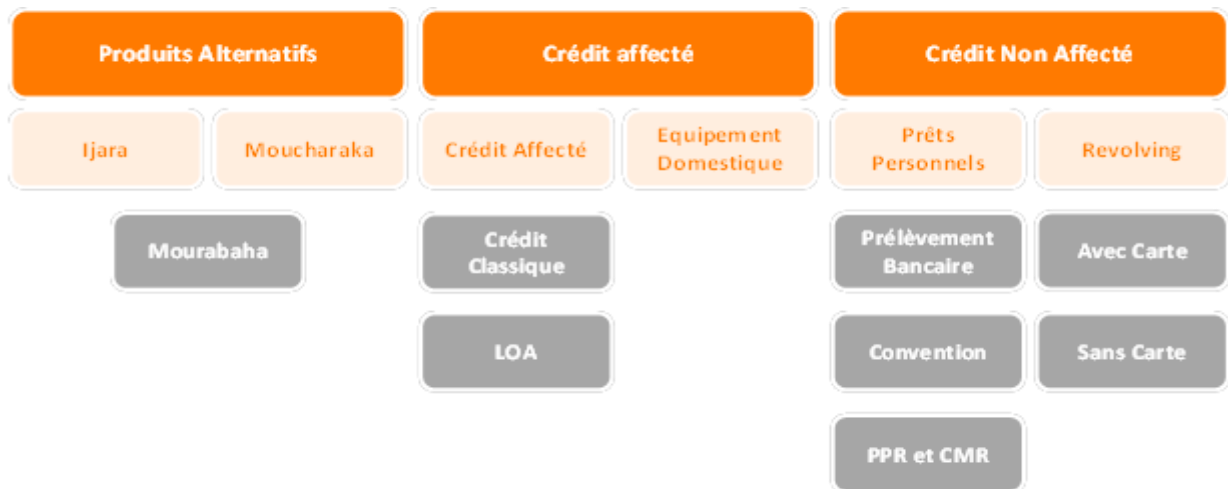 Produits Alternatifs
Crédit affecté
Crédit Non Affecté
Ijara
Moucharaka
Crédit Affecté
Equipement
Domestique
Prêts
Personnels
Revolving
Mourabaha
Crédit
Classique
Prélèvement
Bancaire
Avec Carte
LOA
Convention
Sans Carte
PPR et CMR